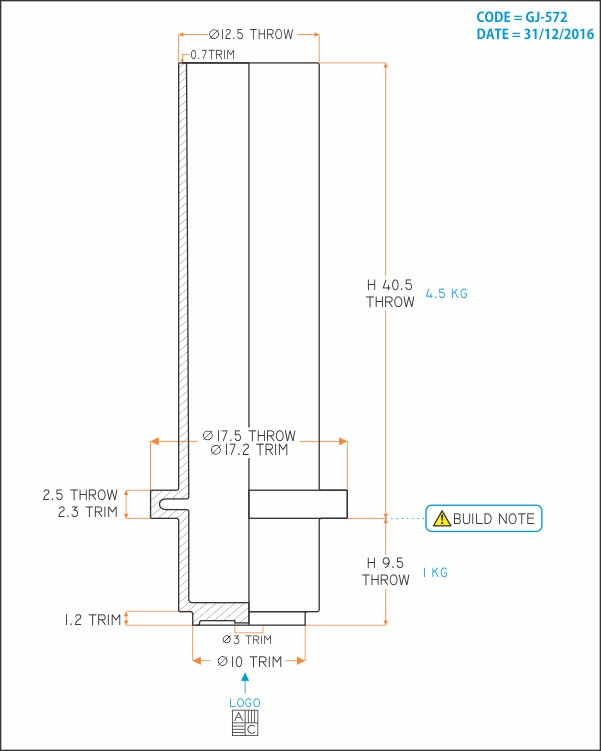 CODE = GJ-572
DATE = 31/12/2016
Ø12.5 THROW
0.7TRIM
H 40.5
THROW
4.5 KG
Ø17.5 THROW
Ø17.2 TRIM
2.5 THROW
2.3 TRIM
BUILD NOTE
H 9.5
THROW
1 KG
1.2 TRIM
Ø3 TRIM
Ø10 TRIM
LOGO
A
C